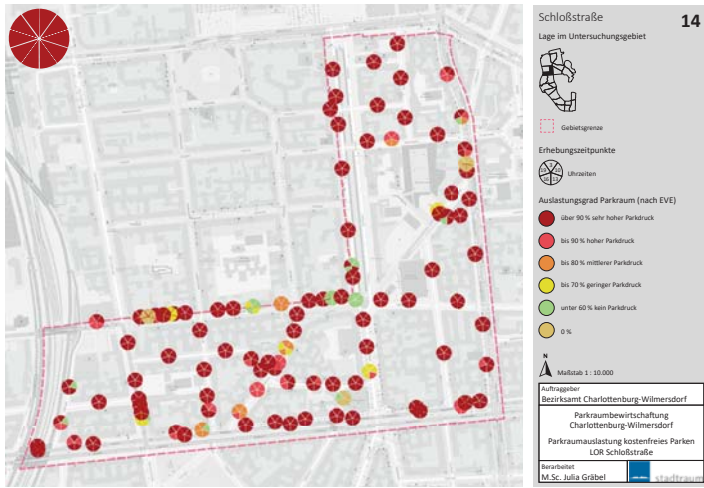 Schloßstraße
14
Lage im Untersuchungsgebiet
Gebietsgrenze
Erhebungszeitpunkte
Uhrzeiten
Auslastungsgrad Parkraum (nach EVE)
über 90 % sehr hoher Parkdruck
bis 90 % hoher Parkdruck
bis 80 % mittlerer Parkdruck
bis 70 % geringer Parkdruck
unter 60 % kein Parkdruck
0 %
N
Maßstab 1 : 10.000
Auftraggeber
Bezirksamt Charlottenburg-Wilmersdorf
Parkraumbewirtschaftung
Charlottenburg-Wilmersdorf
Parkraumauslastung kostenfreies Parken
LOR Schloßstraße
Bearbeitet
M.Sc. Julia Gräbel
stadtraum